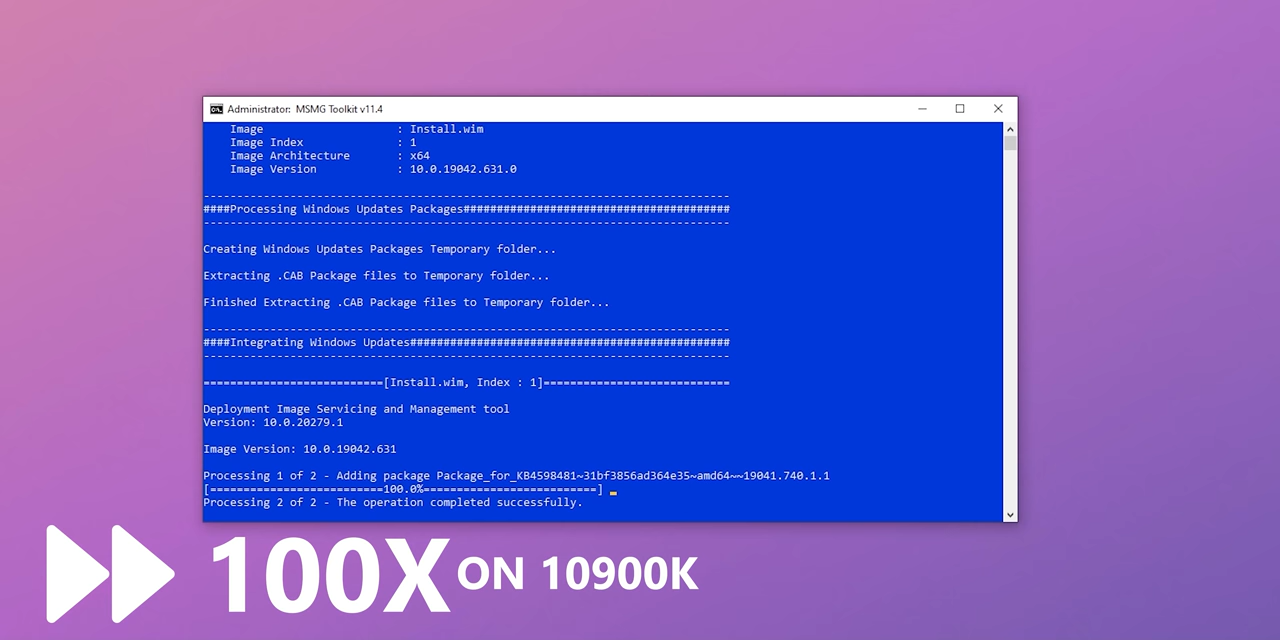 Administrator:  MSMG Toolkit v11.4
Image                    : Install.wim
Image Index              : 1
Image Architecture       : x64
Image Version            : 10.0.19042.631.0
-------------------------------------------------------------------------------
####Processing Windows Updates Packages########################################
-------------------------------------------------------------------------------
Creating Windows Updates Packages Temporary folder...
Extracting .CAB Package files to Temporary folder...
Finished Extracting .CAB Package files to Temporary folder...
-------------------------------------------------------------------------------
####Integrating Windows Updates################################################
-------------------------------------------------------------------------------
===========================[Install.wim, Index : 1]============================
Deployment Image Servicing and Management tool
Version: 10.0.20279.1
Image Version: 10.0.19042.631
Processing 1 of 2 - Adding package Package_for_KB4598481~31bf3856ad364e35~amd64~~19041.740.1.1
[==========================100.0%==========================]
Processing 2 of 2 - The operation completed successfully.
100X ON 10900K